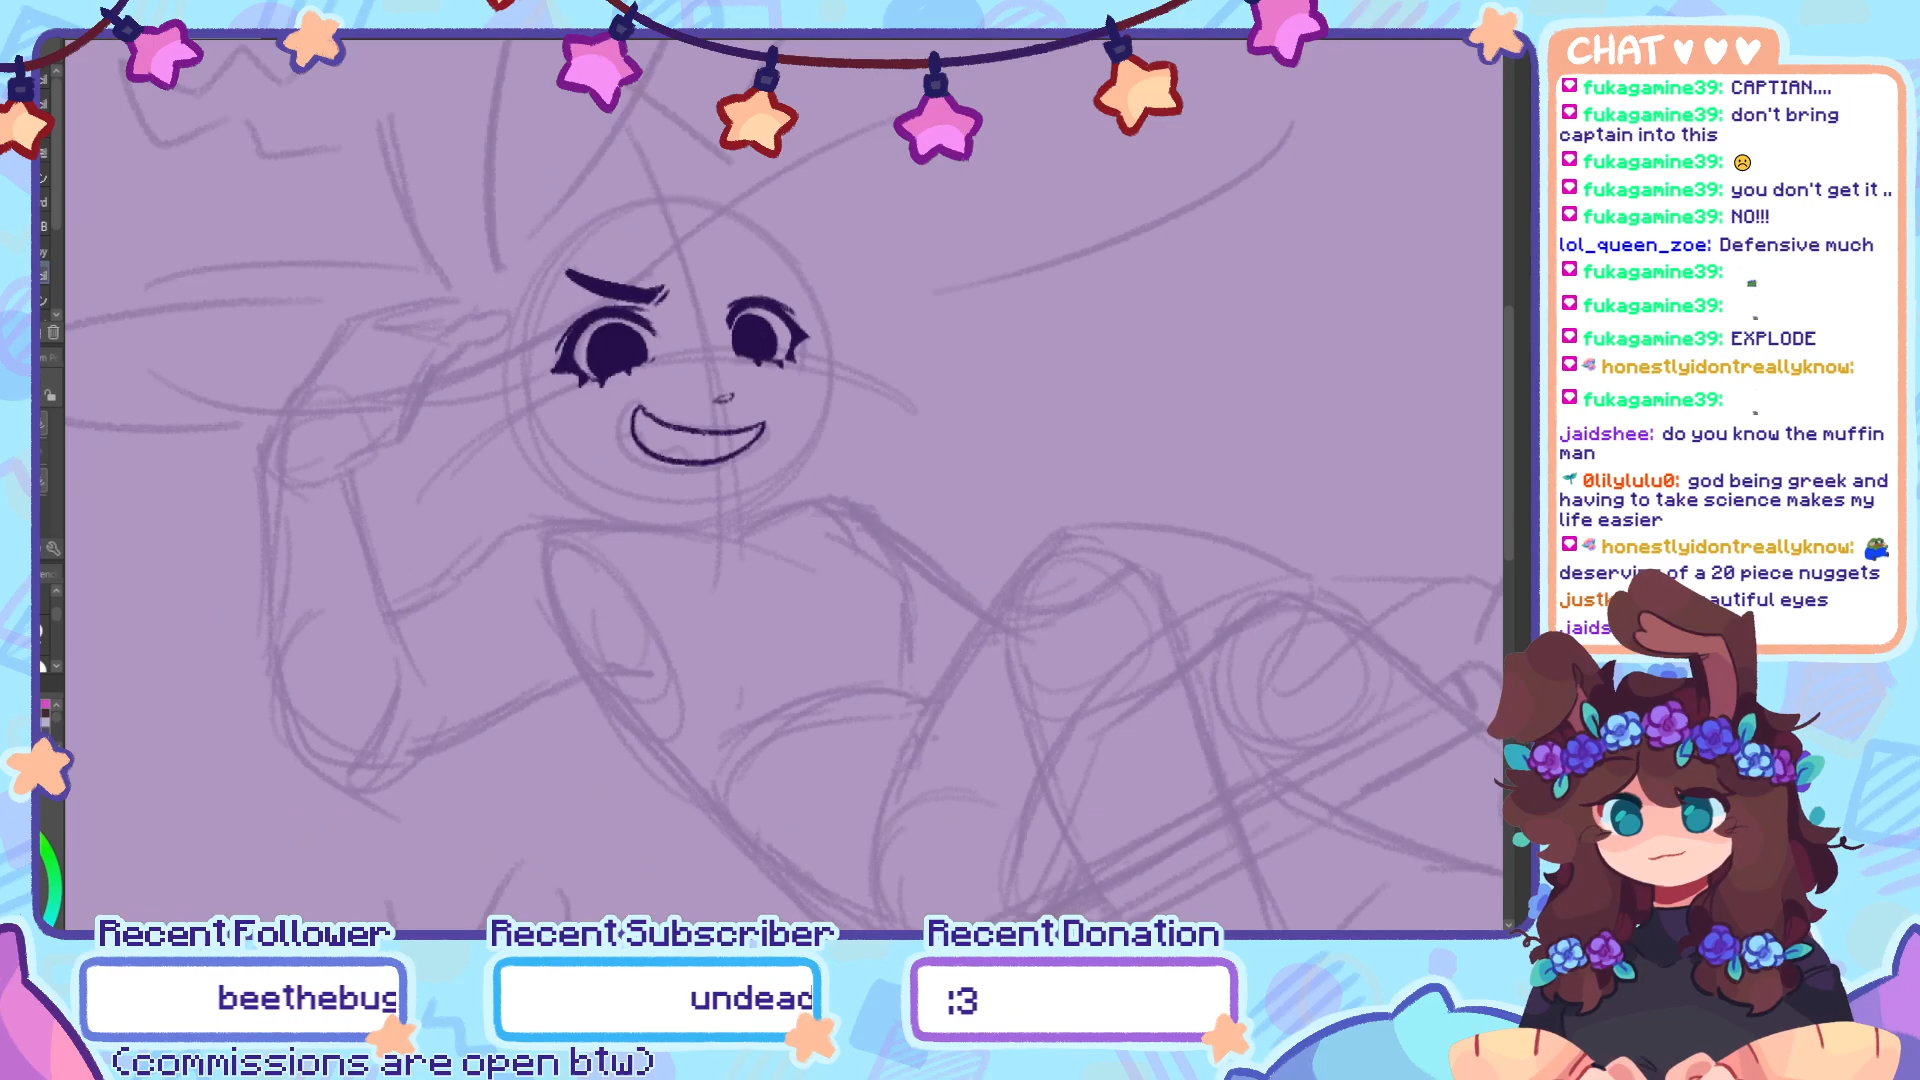 CHAT
fukagamine39: CAPTIAN....
fukagamine39: don't bring
captain into this
fukagamine39:
fukagamine39: you don't get it ..
fukagamine39: NO!!!
lol_queen_zoe: Defensive much
fukagamine39:
fukagamine39:
fukagamine39: EXPLODE
honestlyidontreallyknow:
fukagamine39:
jaidshee: do you know the muffin
man
0lilylulu0: god being greek and
having to take science makes my
life easier
honestlyidontreallyknow:
deserving of a 20 piece nuggets
eyes
Recent Follower
Recent Subscriber
Recent Donation
beethebug
undead
:3
(commissions are open btw)